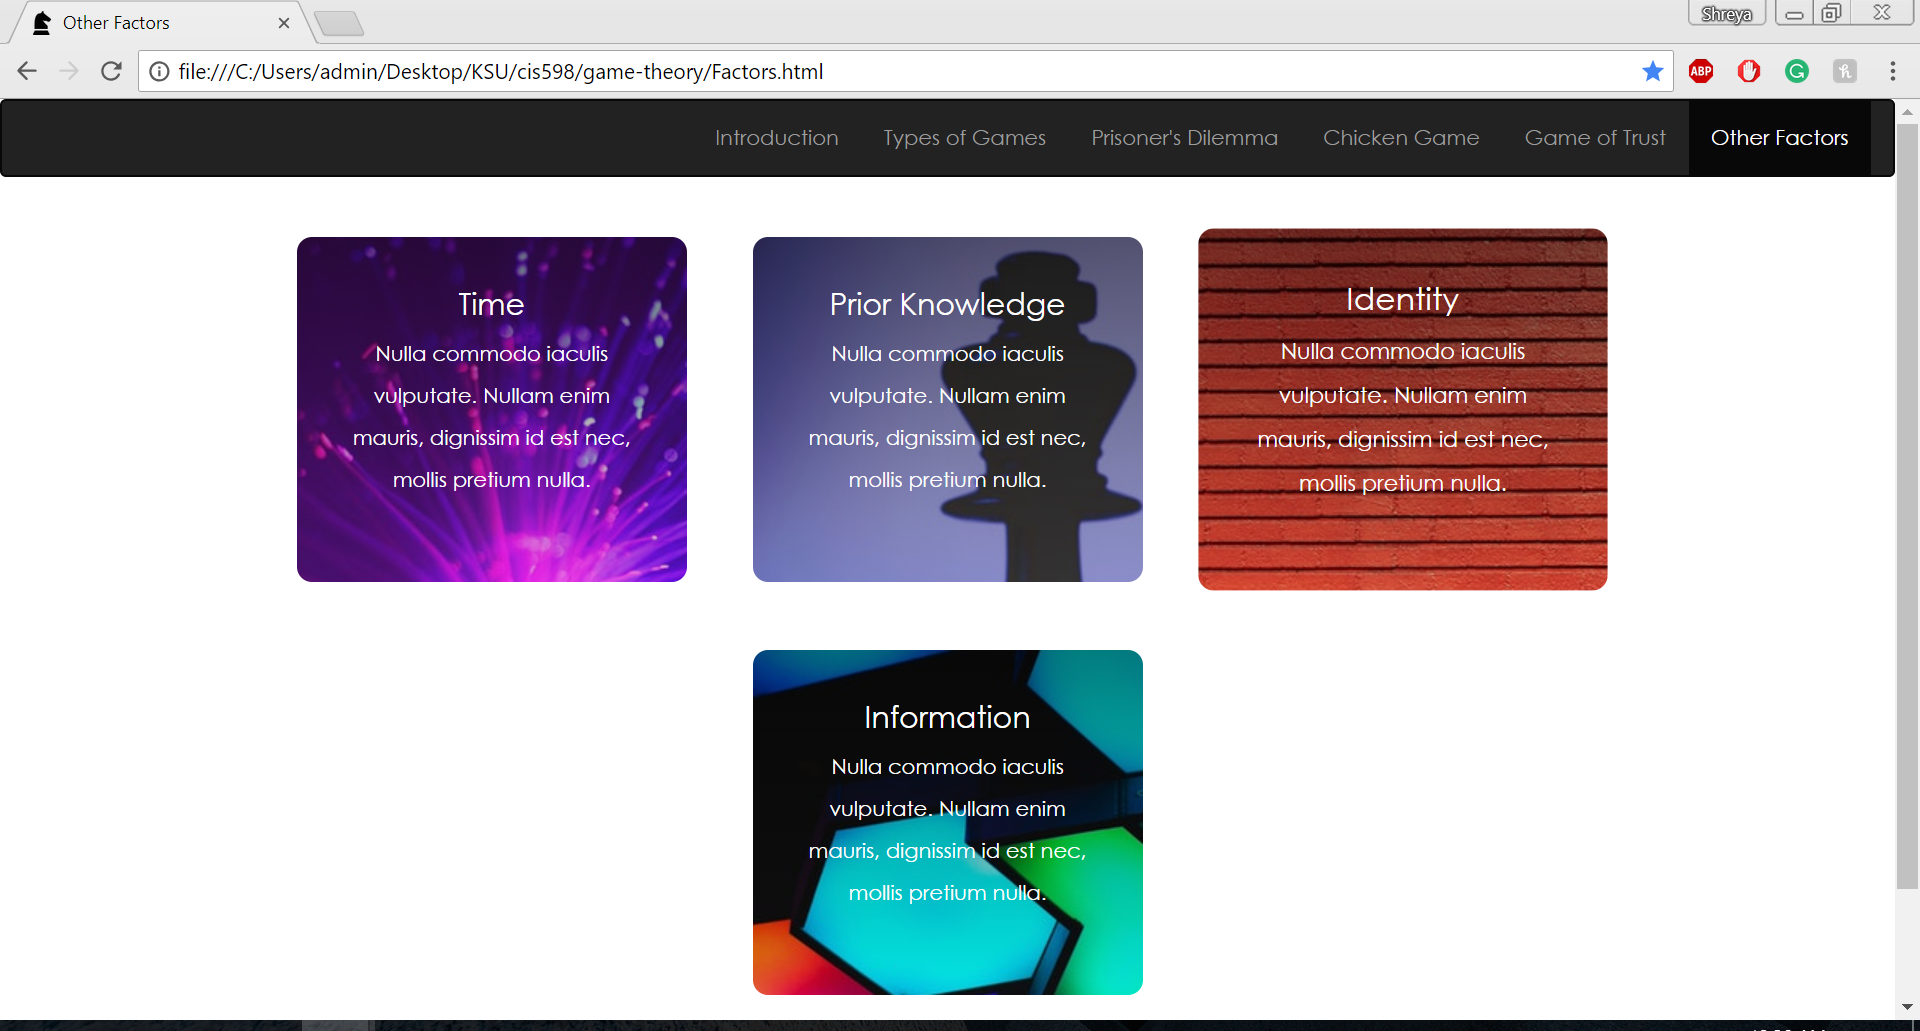 Other Factors
Shreya
file:///C:/Users/admin/Desktop/KSU/cis598/game-theory/Factors.html
ABP
Introduction Types of Games Prisoner's Dilemma Chicken Game Game of Trust Other Factors
Time
Nulla commodo iaculis
vulputate. Nullam enim
mauris, dignissim id est nec,
mollis pretium nulla.
Prior Knowledge
Nulla commodo iaculis
vulputate. Nullam enim
mauris, dignissim id est nec,
mollis pretium nulla.
Identity
Nulla commodo iaculis
vulputate. Nullam enim
mauris, dignissim id est nec,
mollis pretium nulla.
Information
Nulla commodo iaculis
vulputate. Nullam enim
mauris, dignissim id est nec,
mollis pretium nulla.